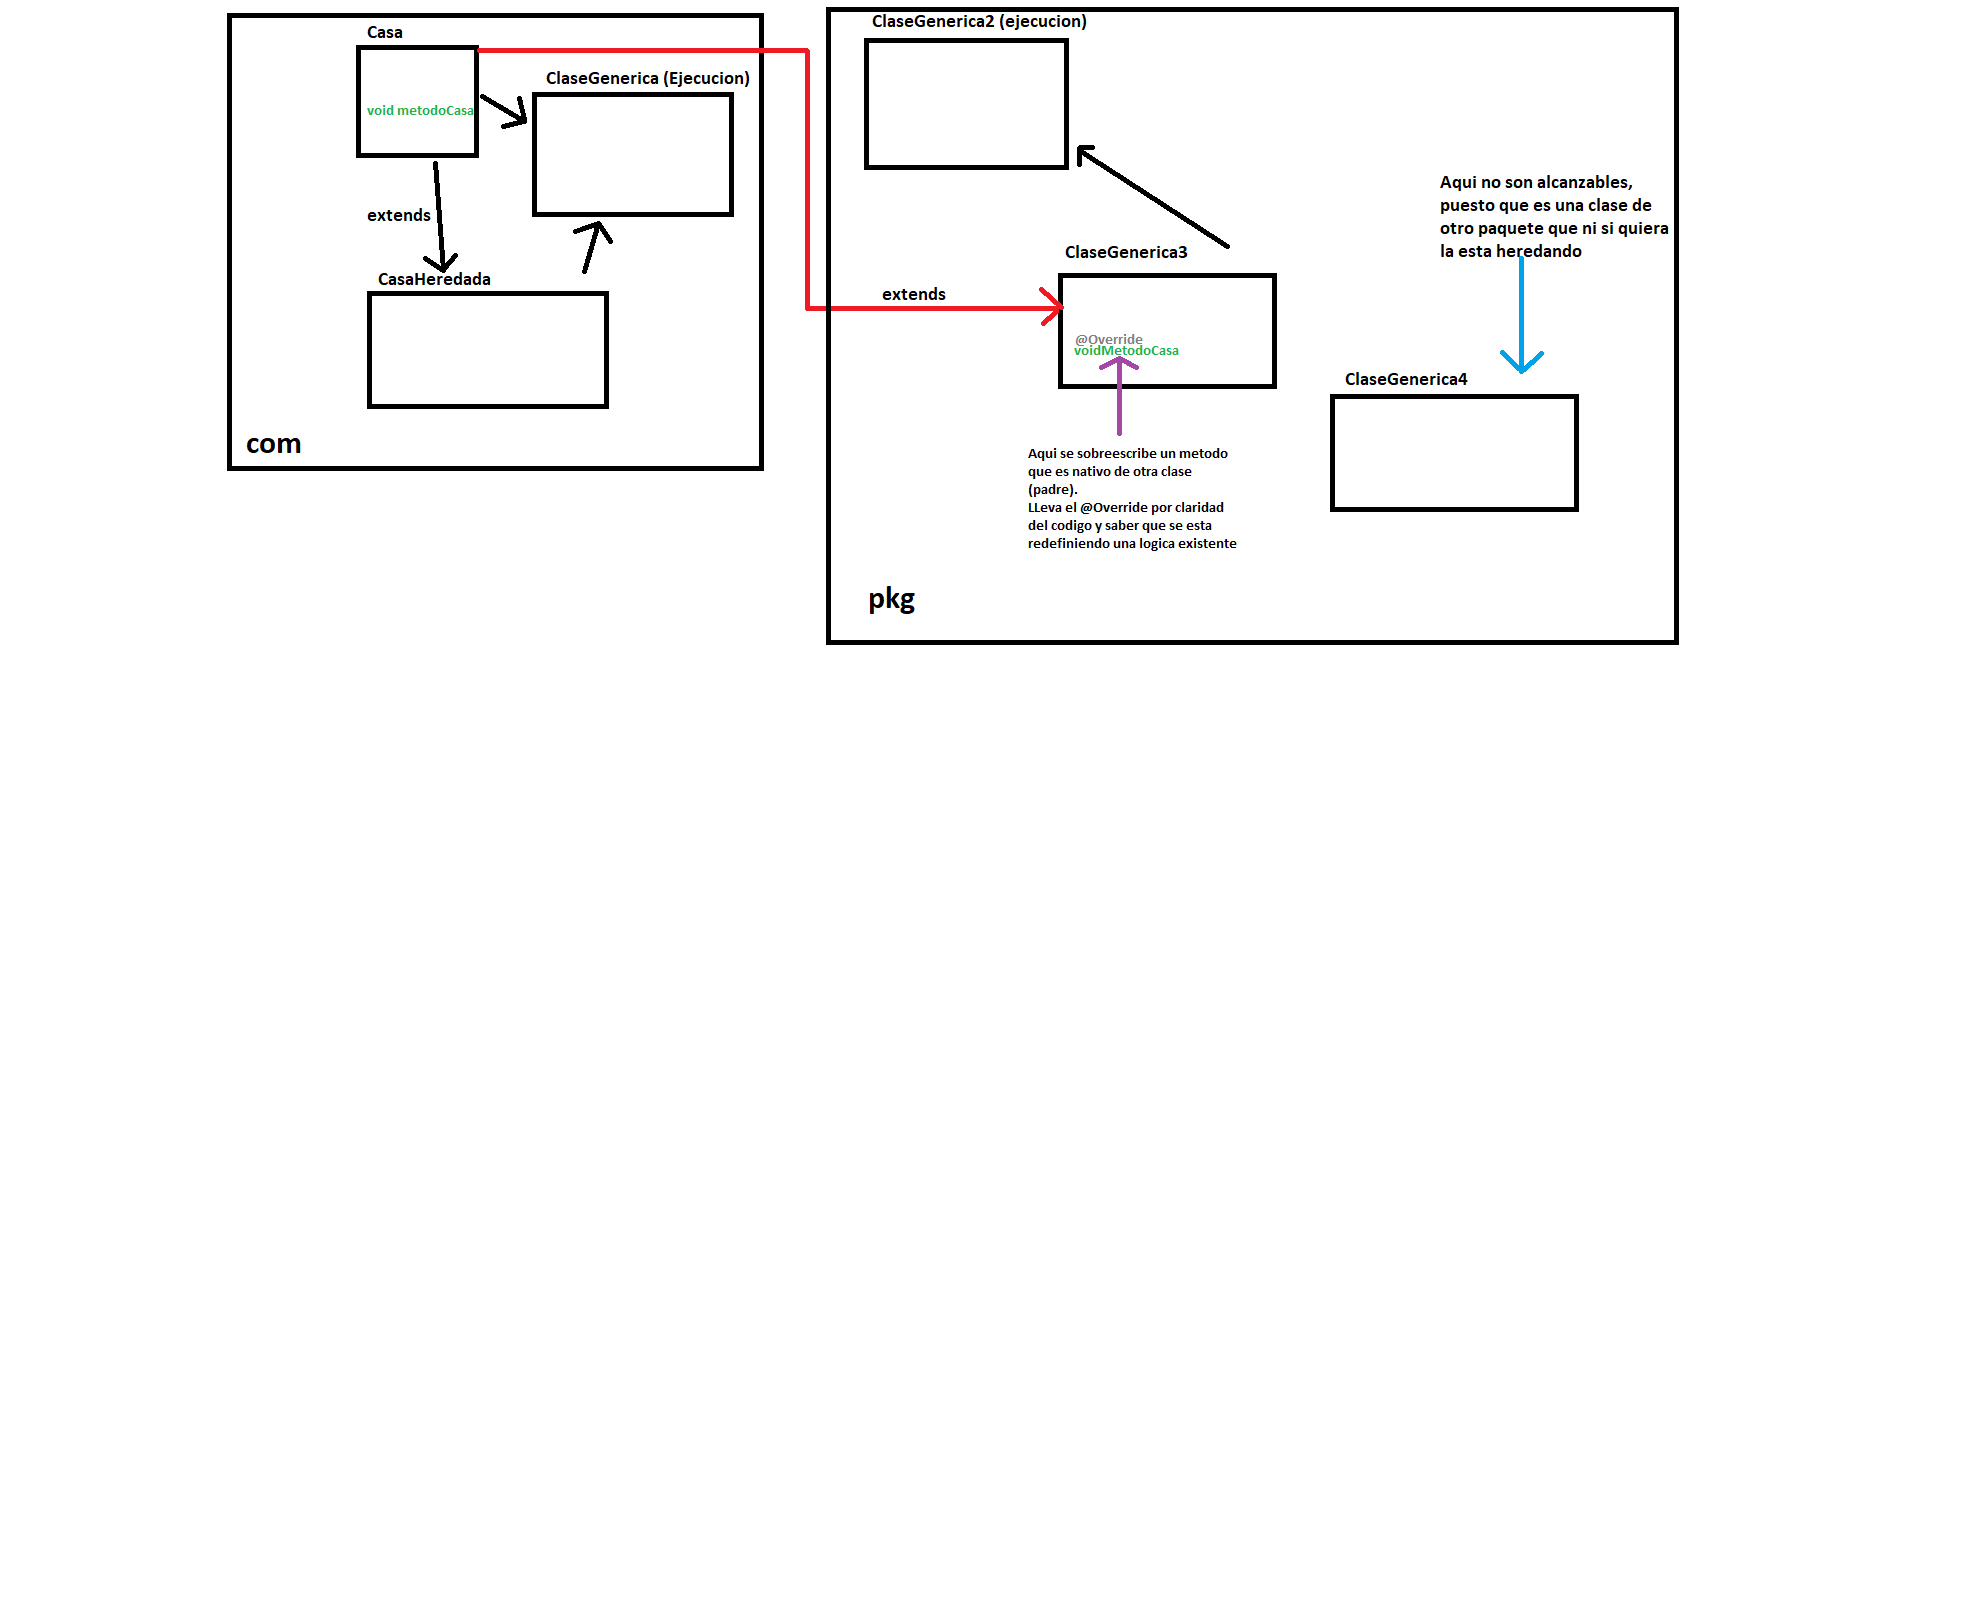 Casa
void metodoCasa
ClaseGenerica (Ejecucion)
extends
CasaHeredada
com
ClaseGenerica2 (ejecucion)
ClaseGenerica3
extends
@Override
voidMetodoCasa
Aqui se sobreescribe un metodo
que es nativo de otra clase
(padre).
LLeva el @Override por claridad
del codigo y saber que se esta
redefiniendo una logica existente
Aqui no son alcanzables,
puesto que es una clase de
otro paquete que ni si quiera
la esta heredando
ClaseGenerica4
pkg